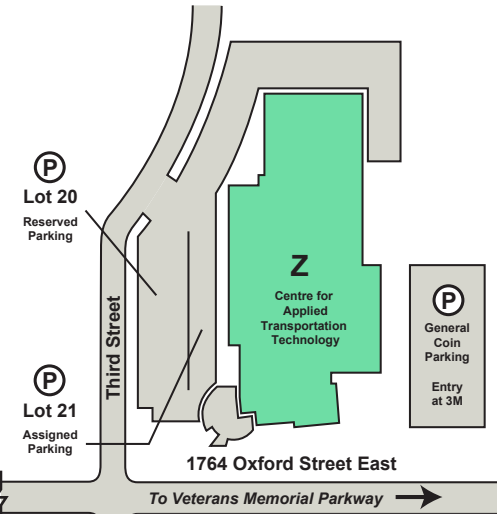 P
Lot 20
Reserved
Parking
Third Street
P
Lot 21
Assigned
Parking
Z
Centre for
Applied
Transportation
Technology
P
General
Coin
Parking
Entry
at 3M
1764 Oxford Street East
To Veterans Memorial Parkway